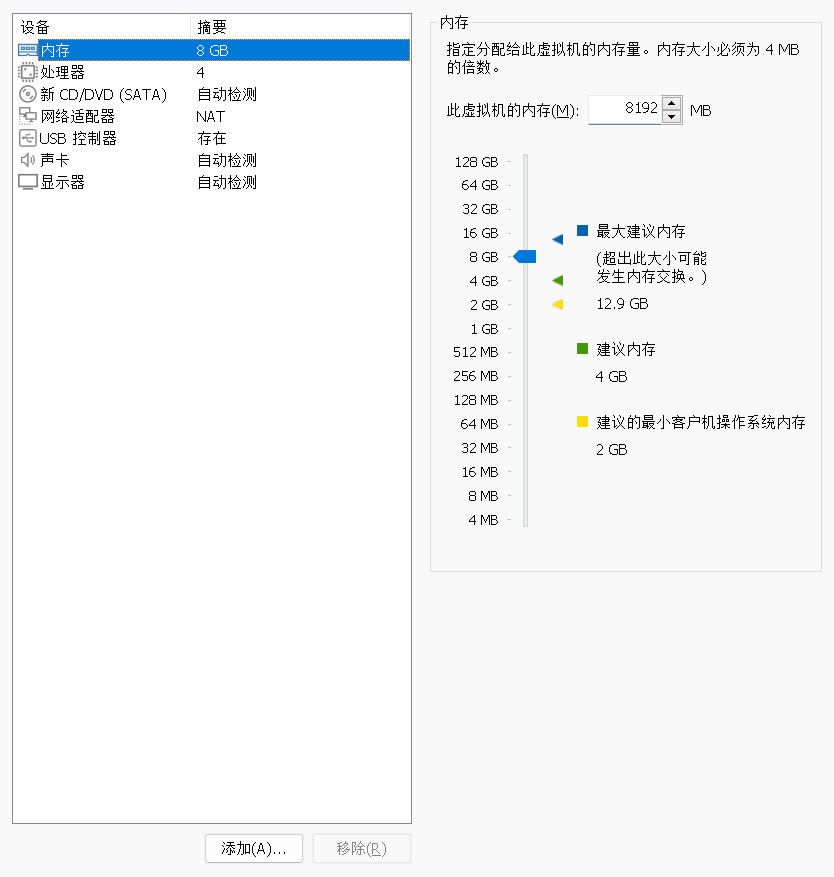 设备 摘要
内存 8 GB
处理器 4
新 CD/DVD (SATA) 自动检测
网络适配器 NAT
USB 控制器 存在
声卡 自动检测
显示器 自动检测
添加(A)... 移除(R)
内存
指定分配给此虚拟机的内存量。内存大小必须为 4 MB
的倍数。
此虚拟机的内存(M): 8192 MB
128 GB
64 GB
32 GB
16 GB
8 GB
4 GB
2 GB
1 GB
512 MB
256 MB
128 MB
64 MB
32 MB
16 MB
8 MB
4 MB
最大建议内存
(超出此大小可能
发生内存交换。)
12.9 GB
建议内存
4 GB
建议的最小客户机操作系统内存
2 GB